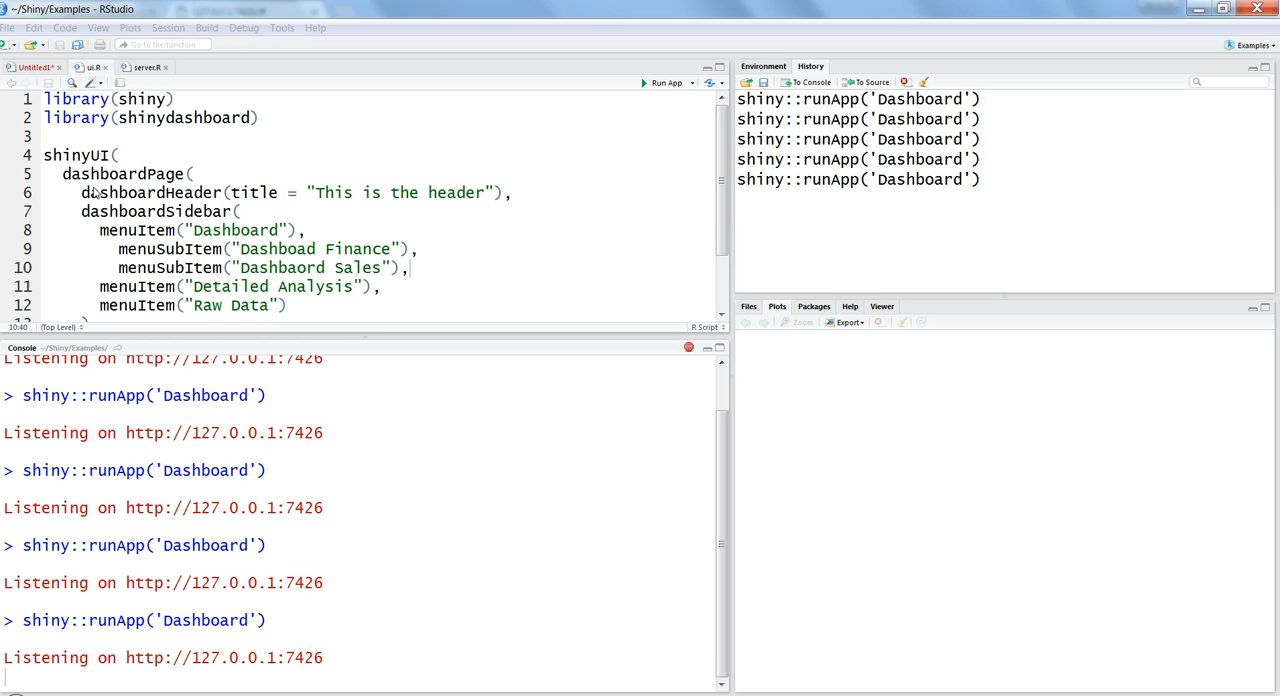 ~/Shiny/Examples - RStudio
File Edit Code View Plots Session Build Debug Tools Help
Go to file/function
Examples
Untitled1* ui.R server.R
Run App
1 library(shiny)
2 library(shinydashboard)
3
4 shinyUI(
5 dashboardPage(
6 dashboardHeader(title = "This is the header"),
7 dashboardSidebar(
8 menuItem("Dashboard"),
9 menuSubItem("Dashboad Finance"),
10 menuSubItem("Dashbaord Sales"),
11 menuItem("Detailed Analysis"),
12 menuItem("Raw Data")
10:40 (Top Level) R Script
Console ~/Shiny/Examples/
Listening on http://127.0.0.1:7426
> shiny::runApp('Dashboard')
Listening on http://127.0.0.1:7426
> shiny::runApp('Dashboard')
Listening on http://127.0.0.1:7426
> shiny::runApp('Dashboard')
Listening on http://127.0.0.1:7426
> shiny::runApp('Dashboard')
Listening on http://127.0.0.1:7426
Environment History
To Console To Source
shiny::runApp('Dashboard')
shiny::runApp('Dashboard')
shiny::runApp('Dashboard')
shiny::runApp('Dashboard')
shiny::runApp('Dashboard')
Files Plots Packages Help Viewer
Zoom Export